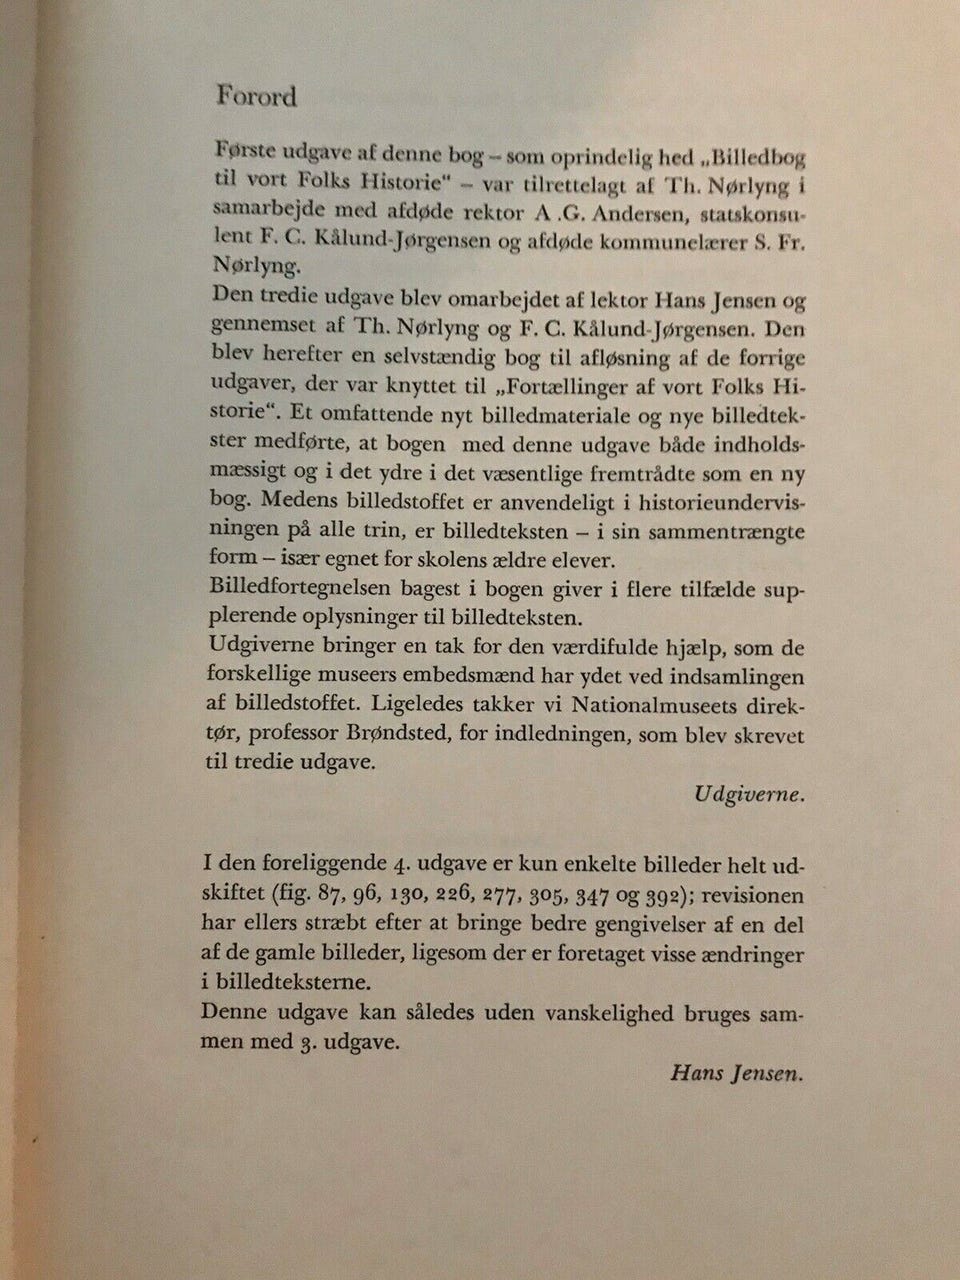 Forord
Første udgave af denne bog – som oprindelig hed „Billedbog
til vort Folks Historie“ – var tilrettelagt af Th. Nørlyng i
samarbejde med afdøde rektor A .G. Andersen, statskonsu-
lent F. C. Kålund-Jørgensen og afdøde kommunelærer S. Fr.
Nørlyng.
Den tredie udgave blev omarbejdet af lektor Hans Jensen og
gennemset af Th. Nørlyng og F. C. Kålund-Jørgensen. Den
blev herefter en selvstændig bog til afløsning af de forrige
udgaver, der var knyttet til „Fortællinger af vort Folks Hi-
storie“. Et omfattende nyt billedmateriale og nye billedtek-
ster medførte, at bogen med denne udgave både indholds-
mæssigt og i det ydre i det væsentlige fremtrådte som en ny
bog. Medens billedstoffet er anvendeligt i historieundervis-
ningen på alle trin, er billedteksten – i sin sammentrængte
form – især egnet for skolens ældre elever.
Billedfortegnelsen bagest i bogen giver i flere tilfælde sup-
plerende oplysninger til billedteksten.
Udgiverne bringer en tak for den værdifulde hjælp, som de
forskellige museers embedsmænd har ydet ved indsamlingen
af billedstoffet. Ligeledes takker vi Nationalmuseets direk-
tør, professor Brøndsted, for indledningen, som blev skrevet
til tredie udgave.
Udgiverne.
I den foreliggende 4. udgave er kun enkelte billeder helt ud-
skiftet (fig. 87, 96, 130, 226, 277, 305, 347 og 392); revisionen
har ellers stræbt efter at bringe bedre gengivelser af en del
af de gamle billeder, ligesom der er foretaget visse ændringer
i billedteksterne.
Denne udgave kan således uden vanskelighed bruges sam-
men med 3. udgave.
Hans Jensen.